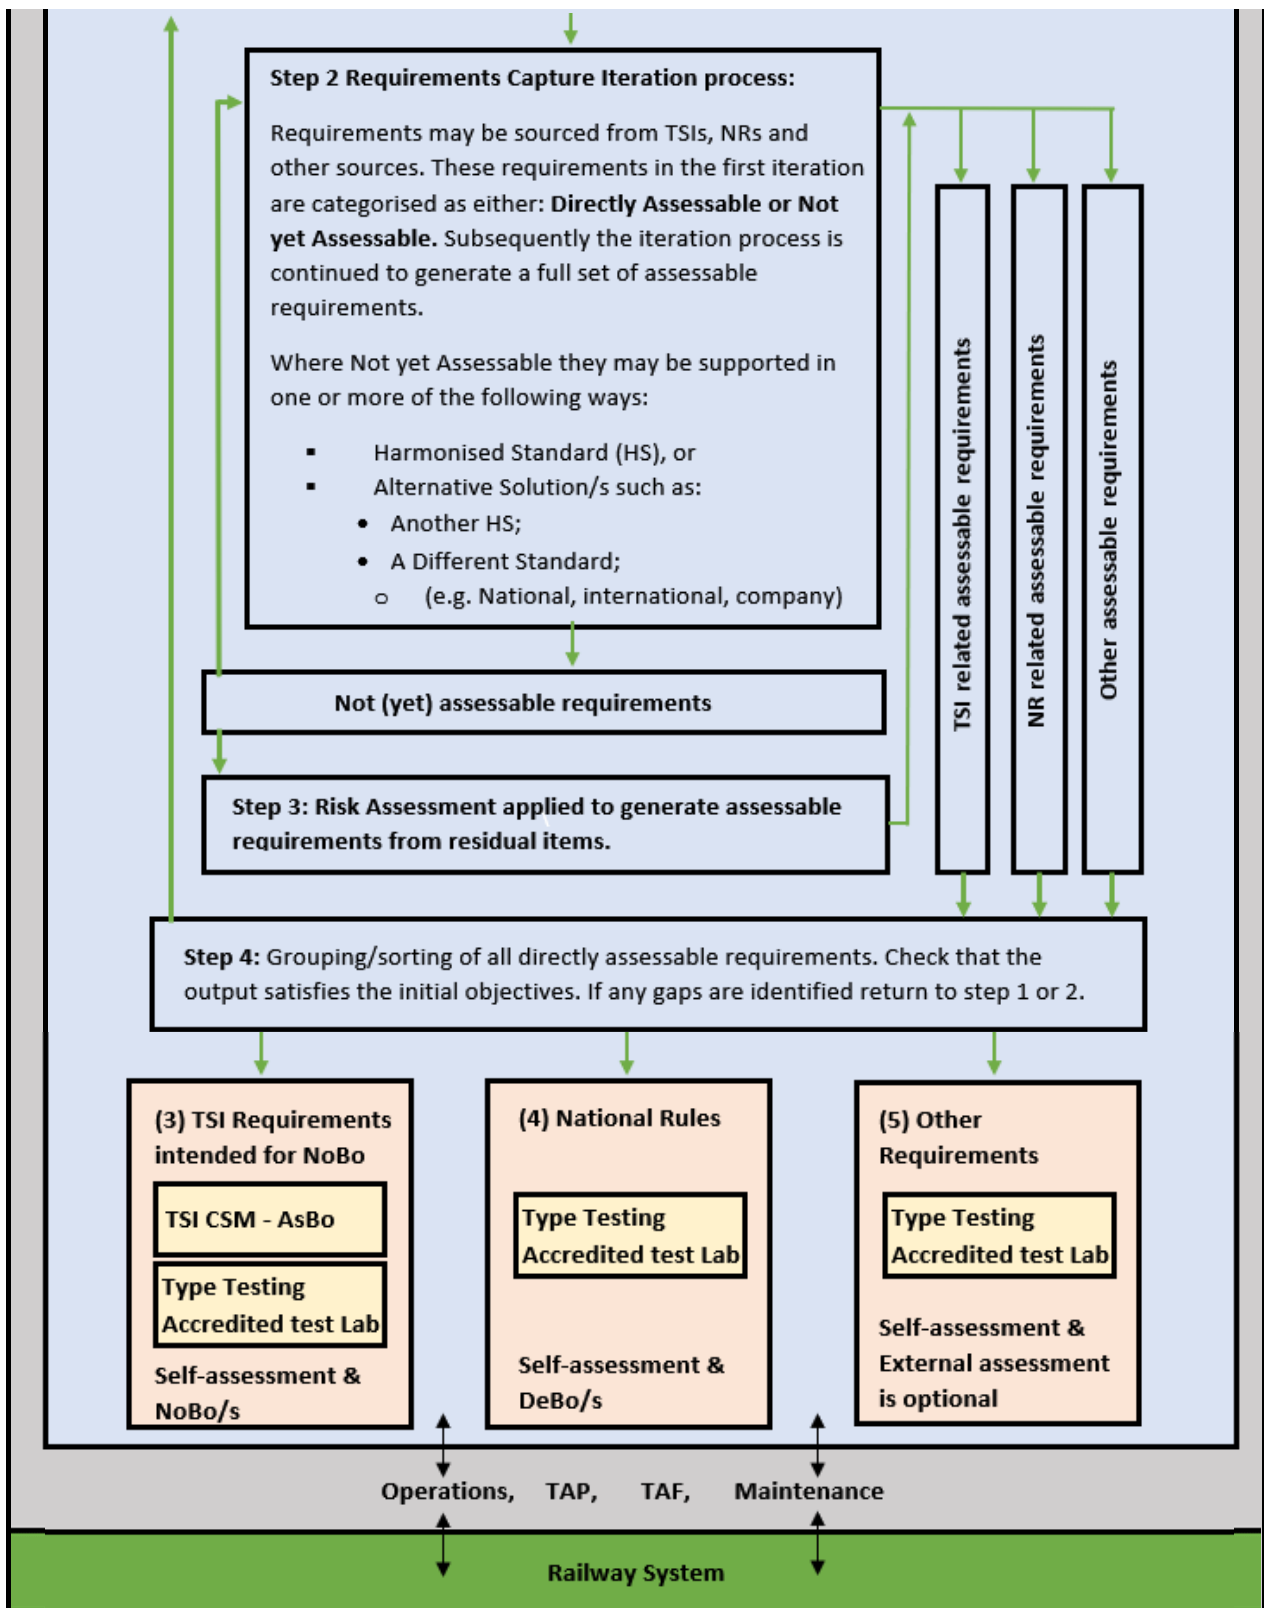 Step 2 Requirements Capture Iteration process:
Requirements may be sourced from TSIs, NRs and
other sources. These requirements in the first iteration
are categorised as either: Directly Assessable or Not
yet Assessable. Subsequently the iteration process is
continued to generate a full set of assessable
requirements.
Where Not yet Assessable they may be supported in
one or more of the following ways:
▪ Harmonised Standard (HS), or
▪ Alternative Solution/s such as:
• Another HS;
• A Different Standard;
o (e.g. National, international, company)
TSI related assessable requirements
NR related assessable requirements
Other assessable requirements
Not (yet) assessable requirements
Step 3: Risk Assessment applied to generate assessable
requirements from residual items.
Step 4: Grouping/sorting of all directly assessable requirements. Check that the
output satisfies the initial objectives. If any gaps are identified return to step 1 or 2.
(3) TSI Requirements
intended for NoBo
TSI CSM - AsBo
Type Testing
Accredited test Lab
Self-assessment &
NoBo/s
(4) National Rules
Type Testing
Accredited test Lab
Self-assessment &
DeBo/s
(5) Other
Requirements
Type Testing
Accredited test Lab
Self-assessment &
External assessment
is optional
Operations, TAP, TAF, Maintenance
Railway System